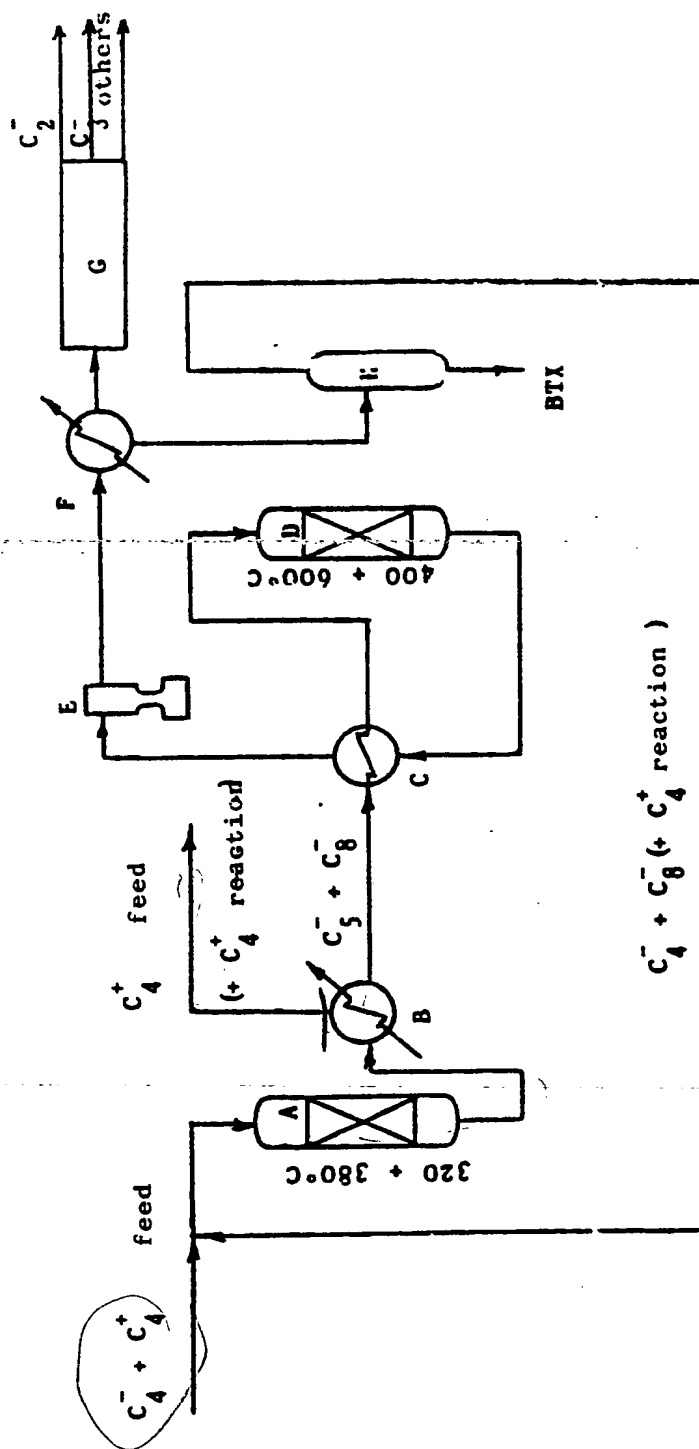 C₄⁻ + C₄⁺
feed
A
320 + 380°C
C₄⁺ feed
(+ C₄⁺ reaction)
B
C₅⁻ + C₈⁻
C
D
400 + 600°C
E
F
G
C₂⁻
C₃⁻
others
H
BTX
C₄⁻ + C₈⁻ (+ C₄⁺ reaction)